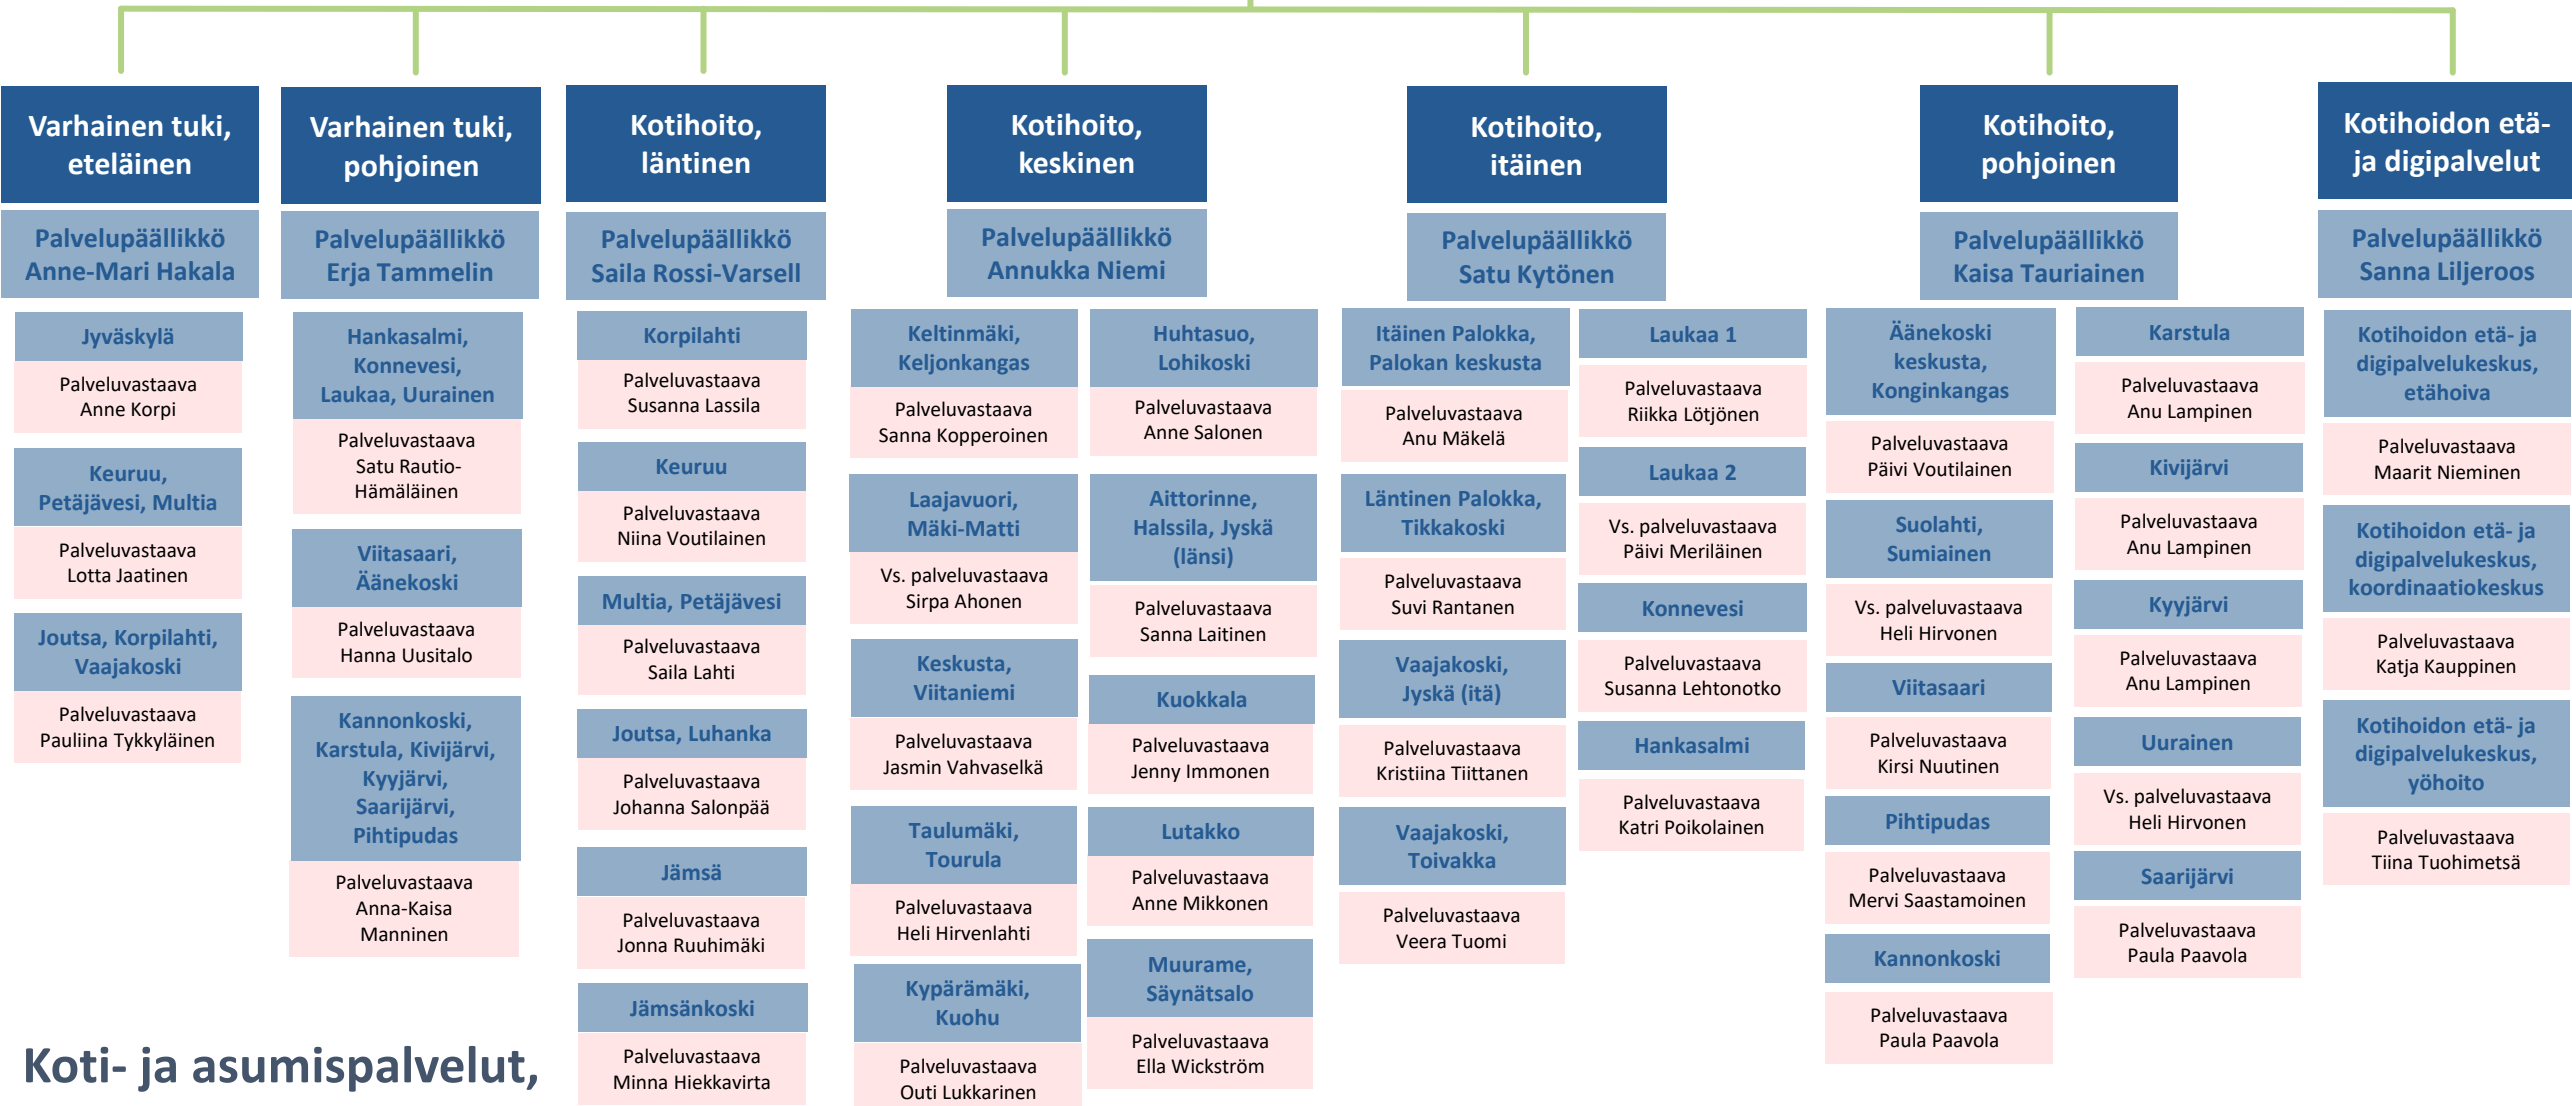 Varhainen tuki,
eteläinen
Palvelupäällikkö
Anne-Mari Hakala
Jyväskylä
Palveluvastaava
Anne Korpi
Keuruu,
Petäjävesi, Multia
Palveluvastaava
Lotta Jaatinen
Joutsa, Korpilahti,
Vaajakoski
Palveluvastaava
Pauliina Tykkyläinen
Varhainen tuki,
pohjoinen
Palvelupäällikkö
Erja Tammelin
Hankasalmi,
Konnevesi,
Laukaa, Uurainen
Palveluvastaava
Satu Rautio-
Hämäläinen
Viitasaari,
Äänekoski
Palveluvastaava
Hanna Uusitalo
Kannonkoski,
Karstula, Kivijärvi,
Kyyjärvi,
Saarijärvi,
Pihtipudas
Palveluvastaava
Anna-Kaisa
Manninen
Kotihoito,
läntinen
Palvelupäällikkö
Saila Rossi-Varsell
Korpilahti
Palveluvastaava
Susanna Lassila
Keuruu
Palveluvastaava
Niina Voutilainen
Multia, Petäjävesi
Palveluvastaava
Saila Lahti
Joutsa, Luhanka
Palveluvastaava
Johanna Salonpää
Jämsä
Palveluvastaava
Jonna Ruuhimäki
Jämsänkoski
Palveluvastaava
Minna Hiekkavirta
Kotihoito,
keskinen
Palvelupäällikkö
Annukka Niemi
Keltinmäki,
Keljonkangas
Palveluvastaava
Sanna Kopperoinen
Laajavuori,
Mäki-Matti
Vs. palveluvastaava
Sirpa Ahonen
Keskusta,
Viitaniemi
Palveluvastaava
Jasmin Vahvaselkä
Taulumäki,
Tourula
Palveluvastaava
Heli Hirvenlahti
Kypärämäki,
Kuohu
Palveluvastaava
Outi Lukkarinen
Huhtasuo,
Lohikoski
Palveluvastaava
Anne Salonen
Aittorinne,
Halssila, Jyskä
(länsi)
Palveluvastaava
Sanna Laitinen
Kuokkala
Palveluvastaava
Jenny Immonen
Lutakko
Palveluvastaava
Anne Mikkonen
Muurame,
Säynätsalo
Palveluvastaava
Ella Wickström
Kotihoito,
itäinen
Palvelupäällikkö
Satu Kytönen
Itäinen Palokka,
Palokan keskusta
Palveluvastaava
Anu Mäkelä
Läntinen Palokka,
Tikkakoski
Palveluvastaava
Suvi Rantanen
Vaajakoski,
Jyskä (itä)
Palveluvastaava
Kristiina Tiittanen
Vaajakoski,
Toivakka
Palveluvastaava
Veera Tuomi
Laukaa 1
Palveluvastaava
Riikka Lötjönen
Laukaa 2
Vs. palveluvastaava
Päivi Meriläinen
Konnevesi
Palveluvastaava
Susanna Lehtonotko
Hankasalmi
Palveluvastaava
Katri Poikolainen
Kotihoito,
pohjoinen
Palvelupäällikkö
Kaisa Tauriainen
Äänekoski
keskusta,
Konginkangas
Palveluvastaava
Päivi Voutilainen
Suolahti,
Sumiainen
Vs. palveluvastaava
Heli Hirvonen
Viitasaari
Palveluvastaava
Kirsi Nuutinen
Pihtipudas
Palveluvastaava
Mervi Saastamoinen
Kannonkoski
Palveluvastaava
Paula Paavola
Karstula
Palveluvastaava
Anu Lampinen
Kivijärvi
Palveluvastaava
Anu Lampinen
Kyyjärvi
Palveluvastaava
Anu Lampinen
Uurainen
Vs. palveluvastaava
Heli Hirvonen
Saarijärvi
Palveluvastaava
Paula Paavola
Kotihoidon etä-
ja digipalvelut
Palvelupäällikkö
Sanna Liljeroos
Kotihoidon etä- ja
digipalvelukeskus,
etähoiva
Palveluvastaava
Maarit Nieminen
Kotihoidon etä- ja
digipalvelukeskus,
koordinaatiokeskus
Palveluvastaava
Katja Kauppinen
Kotihoidon etä- ja
digipalvelukeskus,
yöhoito
Palveluvastaava
Tiina Tuohimetsä
Koti- ja asumispalvelut,